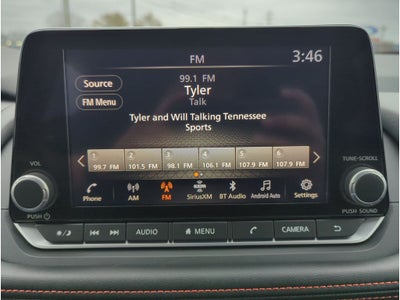 FM
3:46
99.1 FM
Source
Tyler
Talk
FM Menu
Tyler and Will Talking Tennessee
Sports
1 2 3 4 5 6
99.7 FM 101.5 FM 98.1 FM 106.1 FM 107.9 FM 107.9 FM
VOL
TUNE·SCROLL
Phone AM FM SiriusXM BT Audio Android Auto Settings
PUSH
PUSH SOUND
AUDIO MENU CAMERA